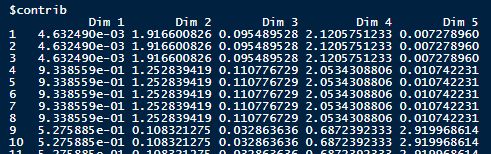 $contrib
Dim 1 Dim 2 Dim 3 Dim 4 Dim 5
1 4.632490e-03 1.916600826 0.095489528 2.1205751233 0.007278960
2 4.632490e-03 1.916600826 0.095489528 2.1205751233 0.007278960
3 4.632490e-03 1.916600826 0.095489528 2.1205751233 0.007278960
4 9.338559e-01 1.252839419 0.110776729 2.0534308806 0.010742231
5 9.338559e-01 1.252839419 0.110776729 2.0534308806 0.010742231
6 9.338559e-01 1.252839419 0.110776729 2.0534308806 0.010742231
7 9.338559e-01 1.252839419 0.110776729 2.0534308806 0.010742231
8 9.338559e-01 1.252839419 0.110776729 2.0534308806 0.010742231
9 5.275885e-01 0.108321275 0.032863636 0.6872392333 2.919968614
10 5.275885e-01 0.108321275 0.032863636 0.6872392333 2.919968614